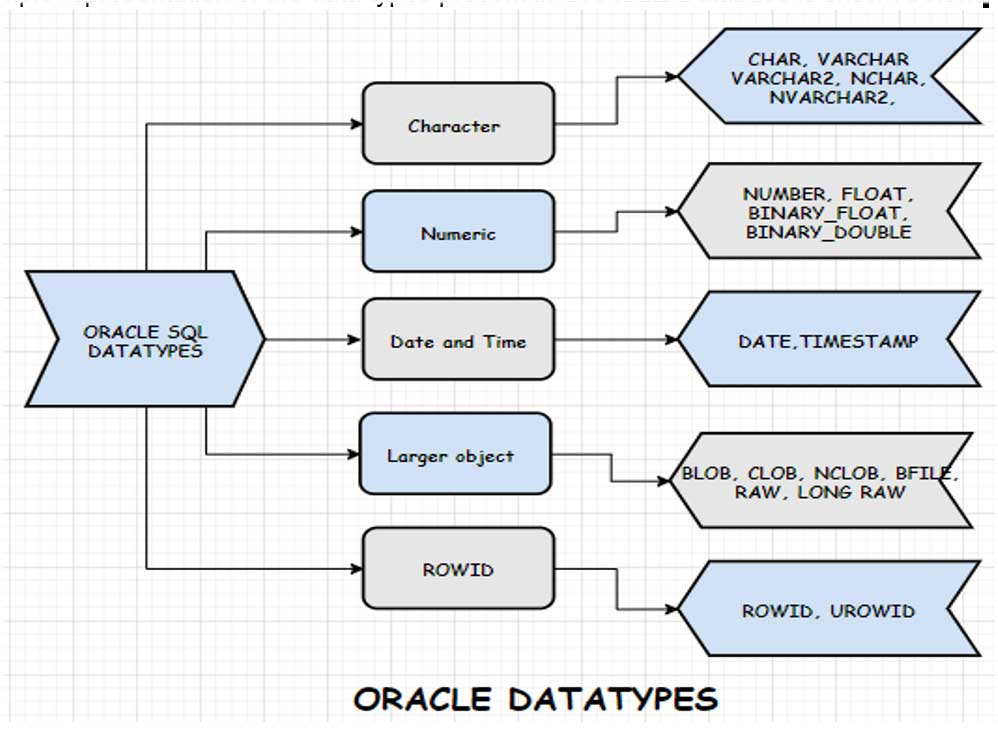 CHAR, VARCHAR
VARCHAR2, NCHAR,
NVARCHAR2,
Character
NUMBER, FLOAT,
BINARY_FLOAT,
BINARY_DOUBLE
Numeric
ORACLE SQL
DATATYPES
Date and Time
DATE,TIMESTAMP
Larger object
BLOB, CLOB, NCLOB, BFILE,
RAW, LONG RAW
ROWID
ROWID, UROWID
ORACLE DATATYPES